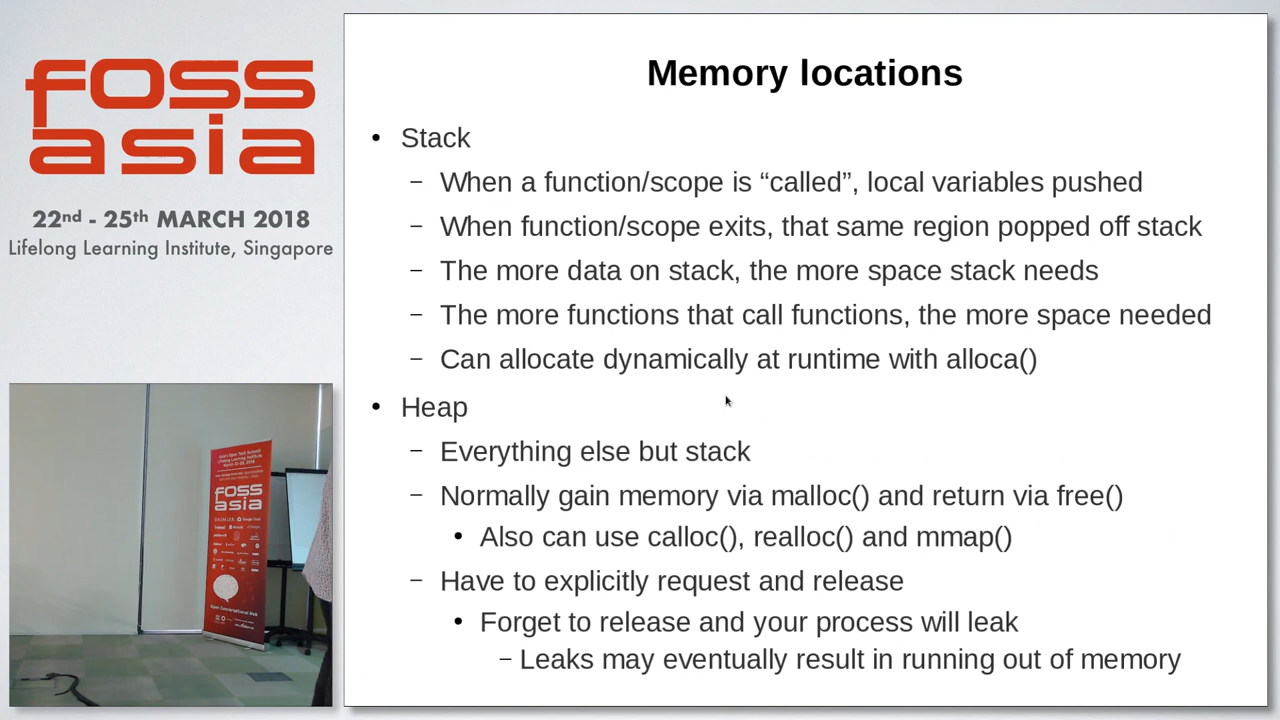 foss
asia
22nd - 25th MARCH 2018
Lifelong Learning Institute, Singapore
Memory locations
• Stack
– When a function/scope is “called”, local variables pushed
– When function/scope exits, that same region popped off stack
– The more data on stack, the more space stack needs
– The more functions that call functions, the more space needed
– Can allocate dynamically at runtime with alloca()
• Heap
– Everything else but stack
– Normally gain memory via malloc() and return via free()
• Also can use calloc(), realloc() and mmap()
– Have to explicitly request and release
• Forget to release and your process will leak
– Leaks may eventually result in running out of memory
foss
asia